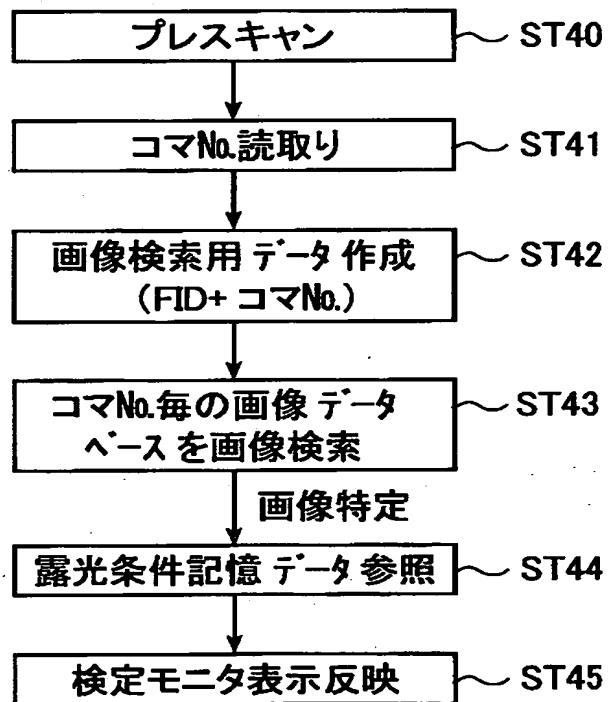 プレスキャン ST40
コマNo.読取り ST41
画像検索用データ作成 ST42
(FID+コマNo.)
コマNo.毎の画像データ ST43
ベースを画像検索
画像特定
露光条件記憶データ参照 ST44
検定モニタ表示反映 ST45